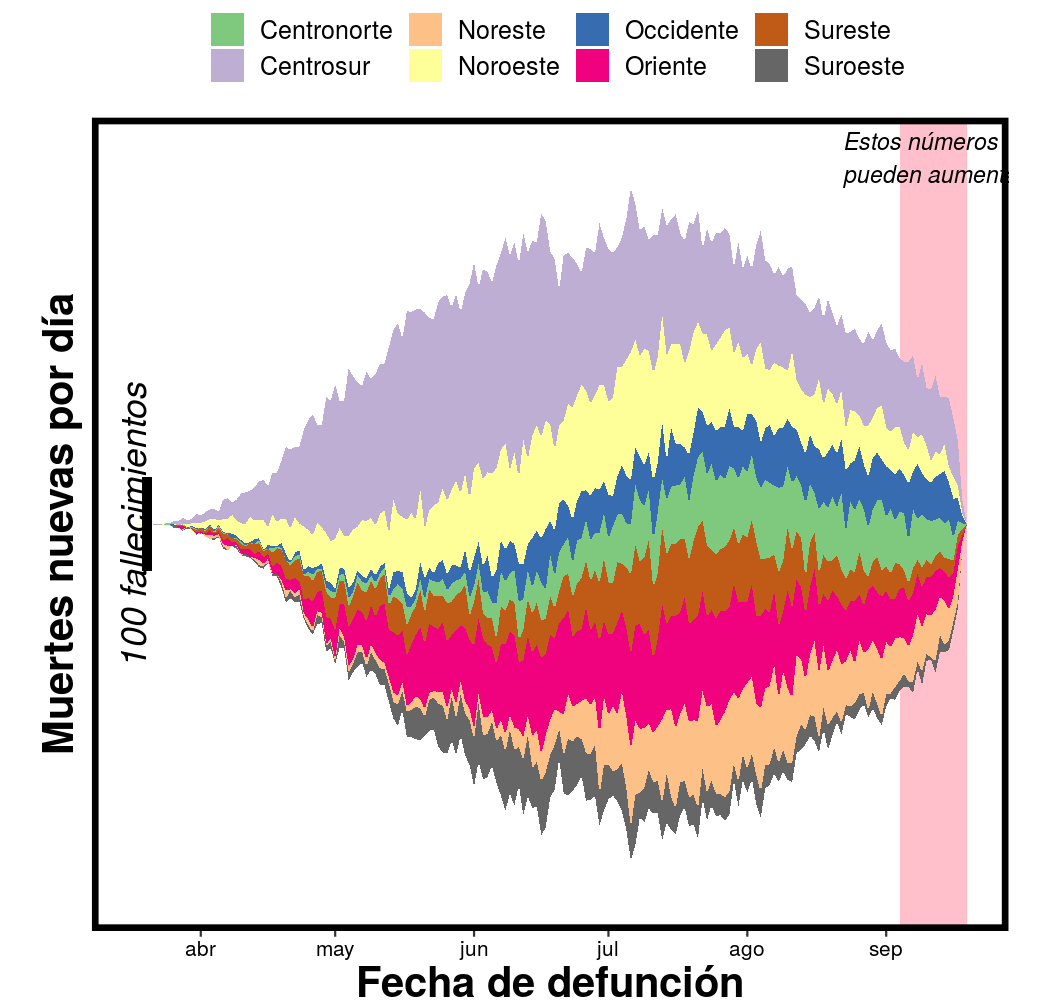 Centronorte Noreste Occidente Sureste
Centrosur Noroeste Oriente Suroeste
Estos números
pueden aument
Muertes nuevas por día
100 fallecimientos
abr may jun jul ago sep
Fecha de defunción